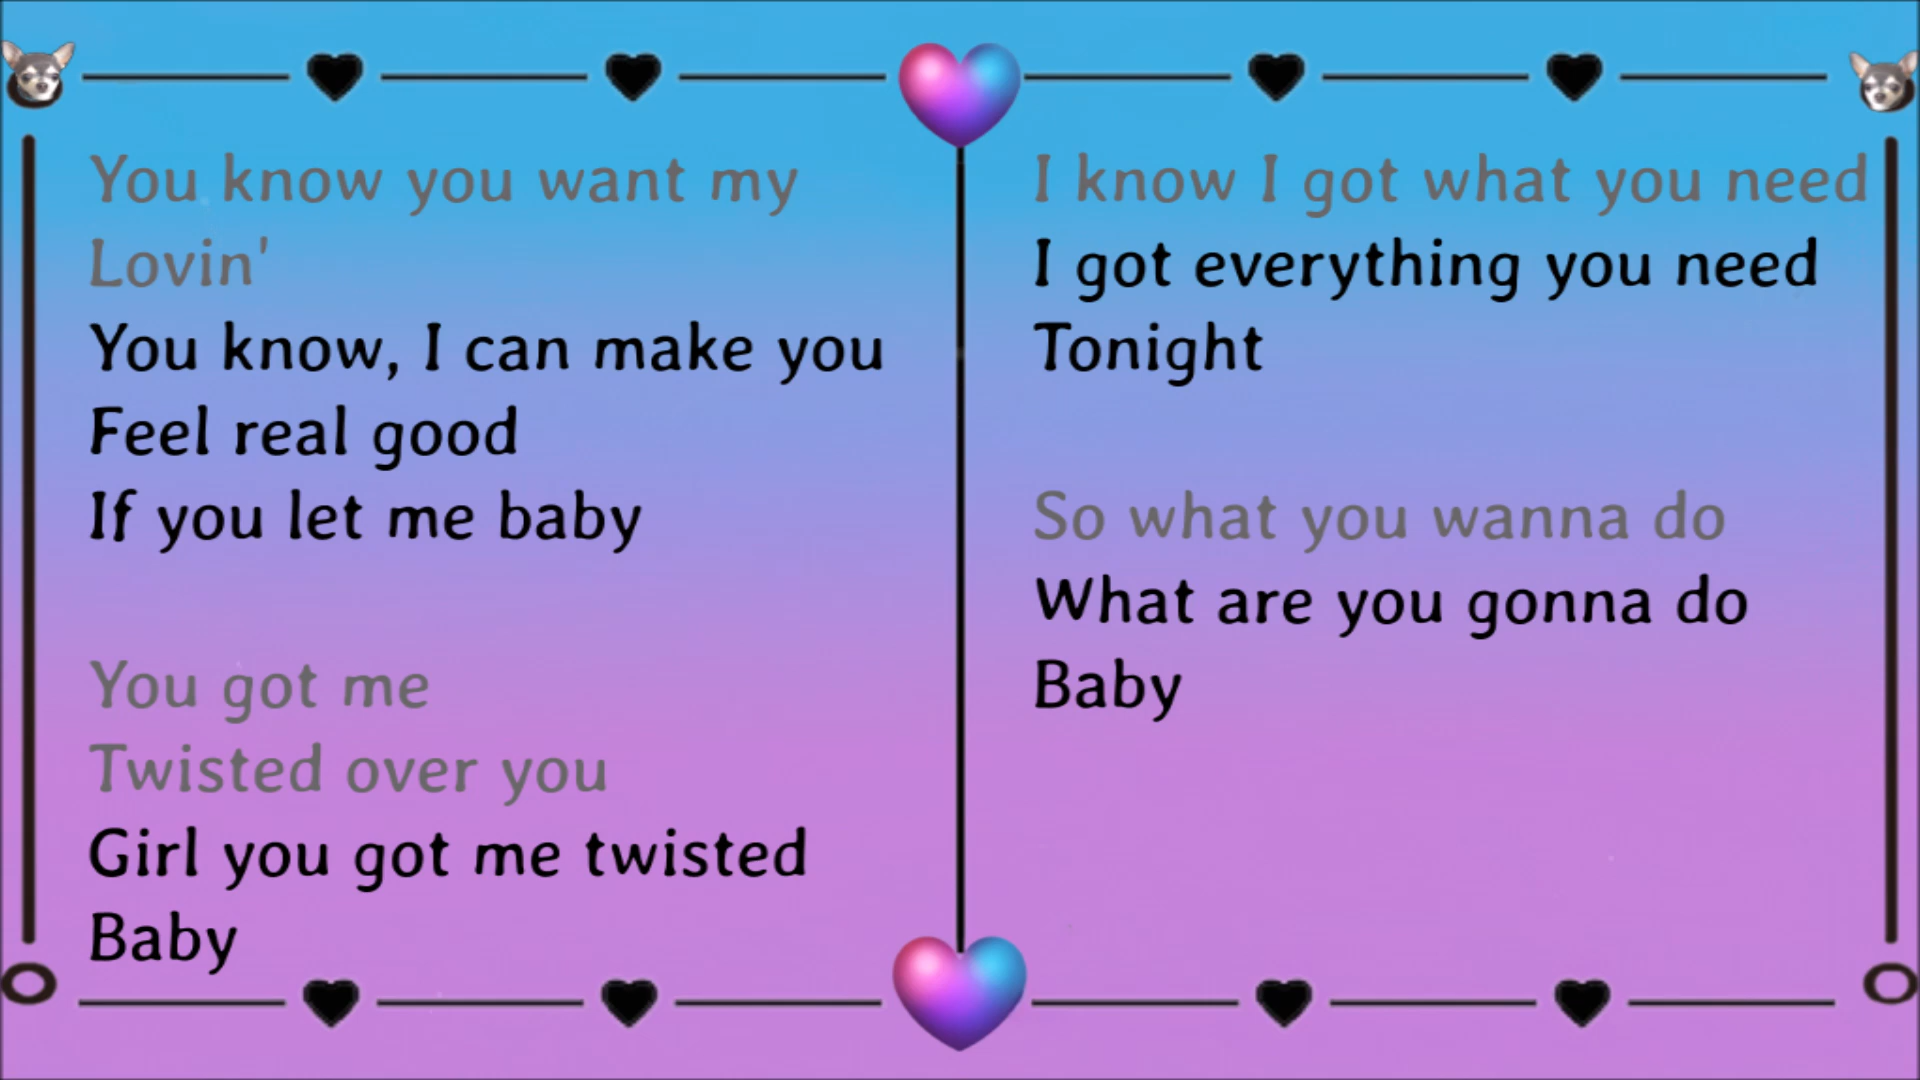 You know you want my
Lovin'
You know, I can make you
Feel real good
If you let me baby
You got me
Twisted over you
Girl you got me twisted
Baby
I know I got what you need
I got everything you need
Tonight
So what you wanna do
What are you gonna do
Baby